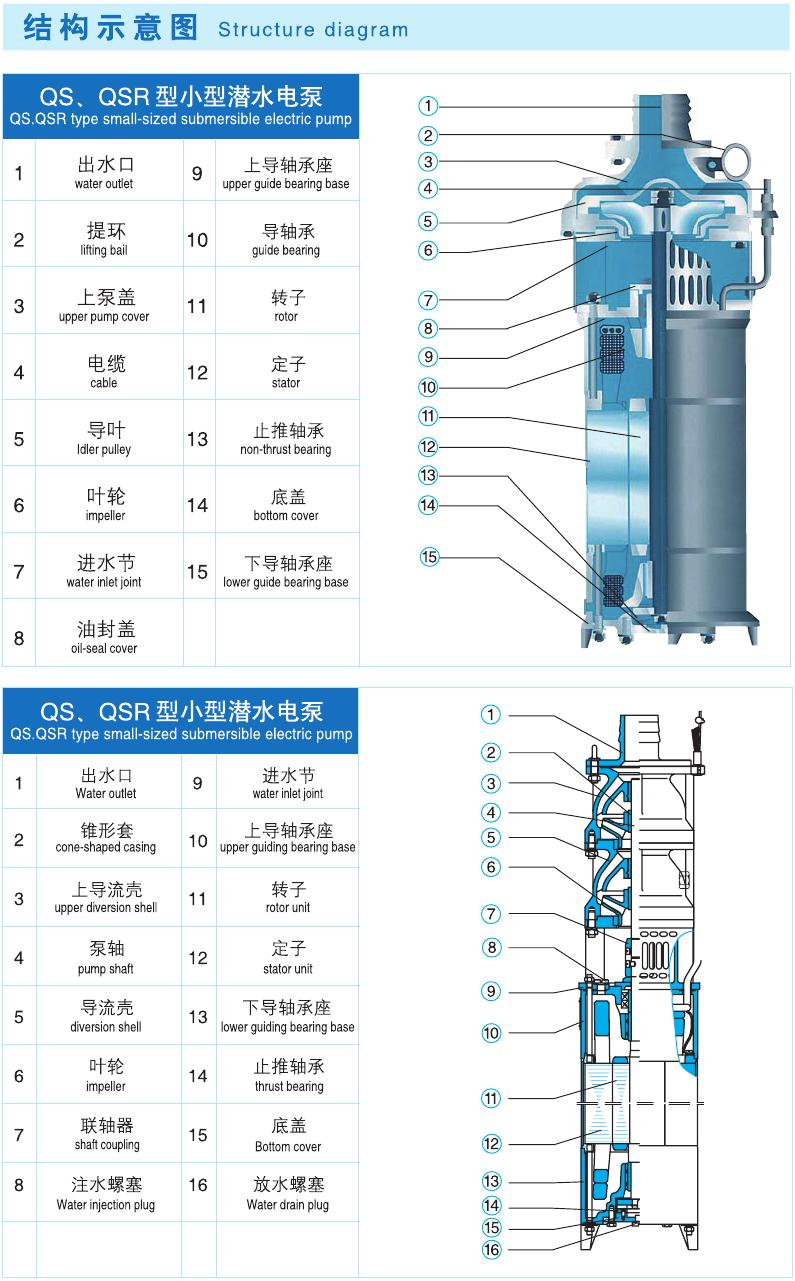 结构示意图 Structure diagram
QS、QSR型小型潜水电泵
QS.QSR type small-sized submersible electric pump
1 出水口 9 上导轴承座
water outlet upper guide bearing base
2 提环 10 导轴承
lifting bail guide bearing
3 上泵盖 11 转子
upper pump cover rotor
4 电缆 12 定子
cable stator
5 导叶 13 止推轴承
Idler pulley non-thrust bearing
6 叶轮 14 底盖
impeller bottom cover
7 进水节 15 下导轴承座
water inlet joint lower guide bearing base
8 油封盖
oil-seal cover
1
2
3
4
5
6
7
8
9
10
11
12
13
14
15
QS、QSR型小型潜水电泵
QS.QSR type small-sized submersible electric pump
1 出水口 9 进水节
Water outlet water inlet joint
2 锥形套 10 上导轴承座
cone-shaped casing upper guiding bearing base
3 上导流壳 11 转子
upper diversion shell rotor unit
4 泵轴 12 定子
pump shaft stator unit
5 导流壳 13 下导轴承座
diversion shell lower guiding bearing base
6 叶轮 14 止推轴承
impeller thrust bearing
7 联轴器 15 底盖
shaft coupling Bottom cover
8 注水螺塞 16 放水螺塞
Water injection plug Water drain plug
1
2
3
4
5
6
7
8
9
10
11
12
13
14
15
16